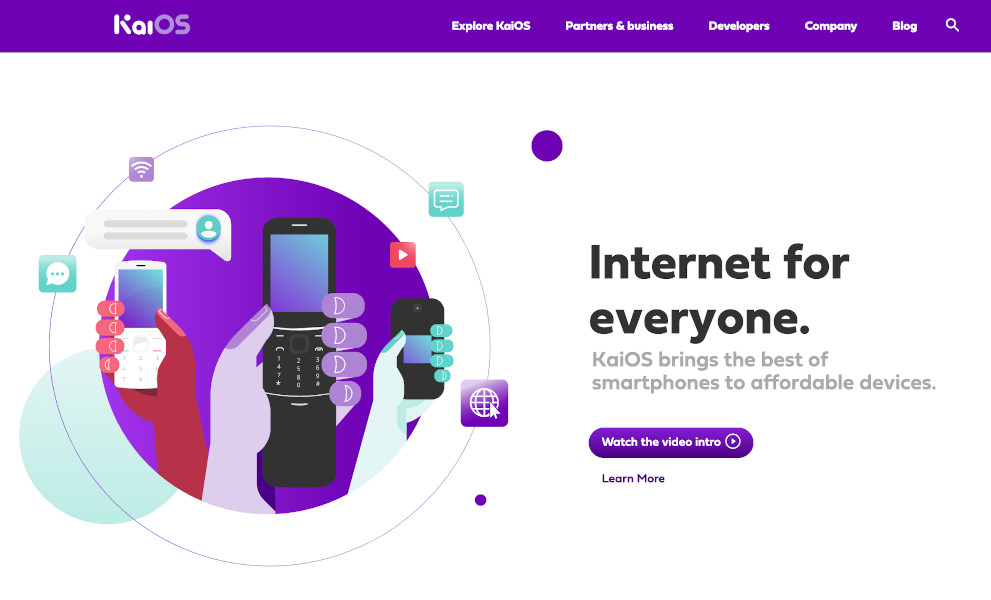 KaiOS
Explore KaiOS
Partners & business
Developers
Company
Blog
Internet for
everyone.
KaiOS brings the best of
smartphones to affordable devices.
Watch the video intro
Learn More